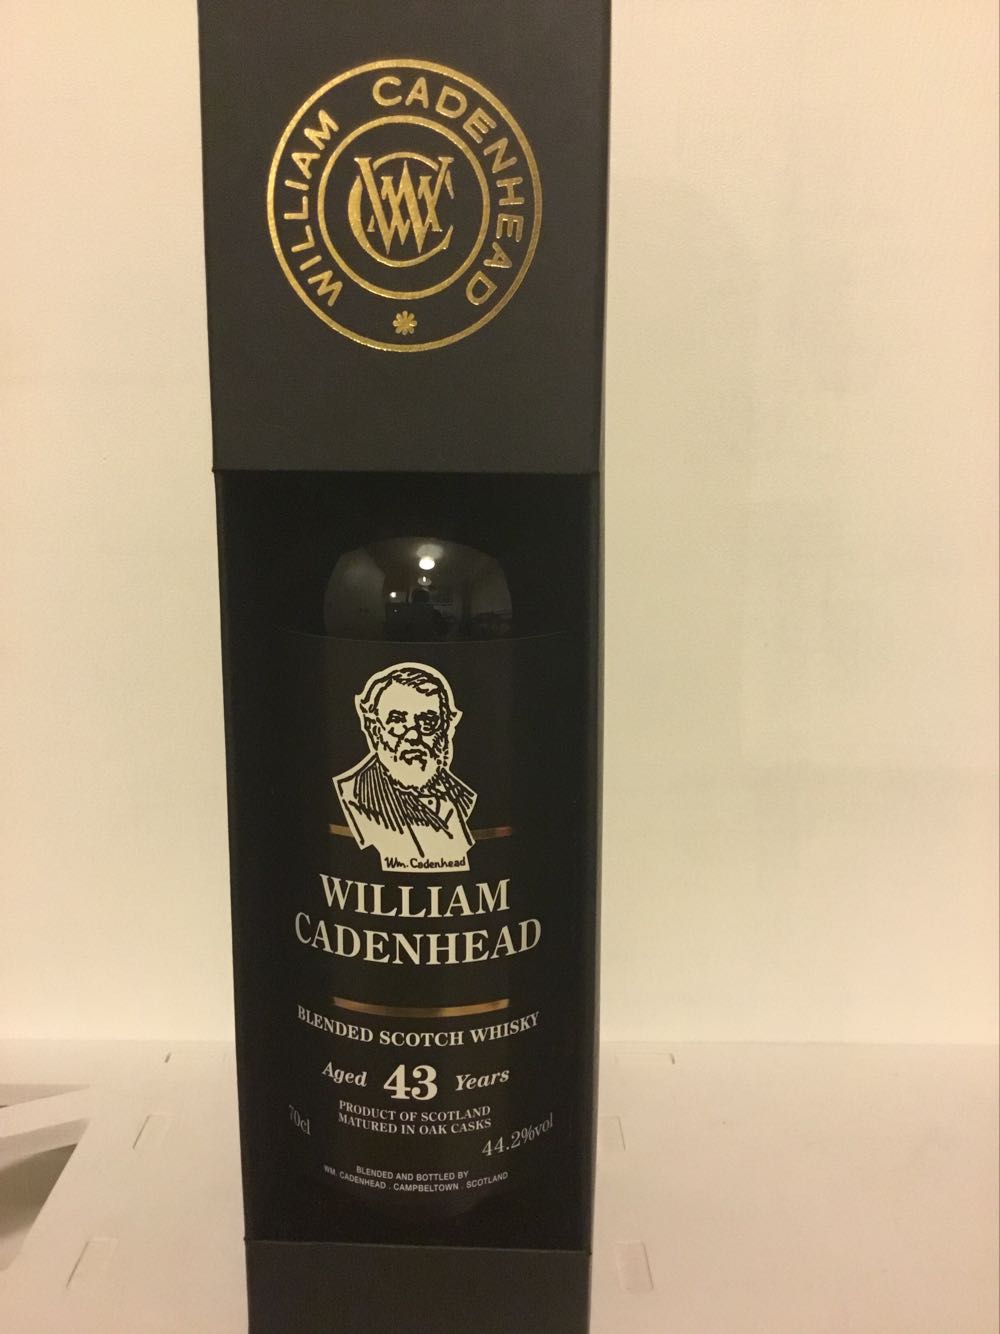 WILLIAM CADENHEAD
WC
Wm. Cadenhead
WILLIAM
CADENHEAD
BLENDED SCOTCH WHISKY
Aged 43 Years
PRODUCT OF SCOTLAND
MATURED IN OAK CASKS
70cl
44.2%vol
BLENDED AND BOTTLED BY
WM. CADENHEAD . CAMPBELTOWN . SCOTLAND